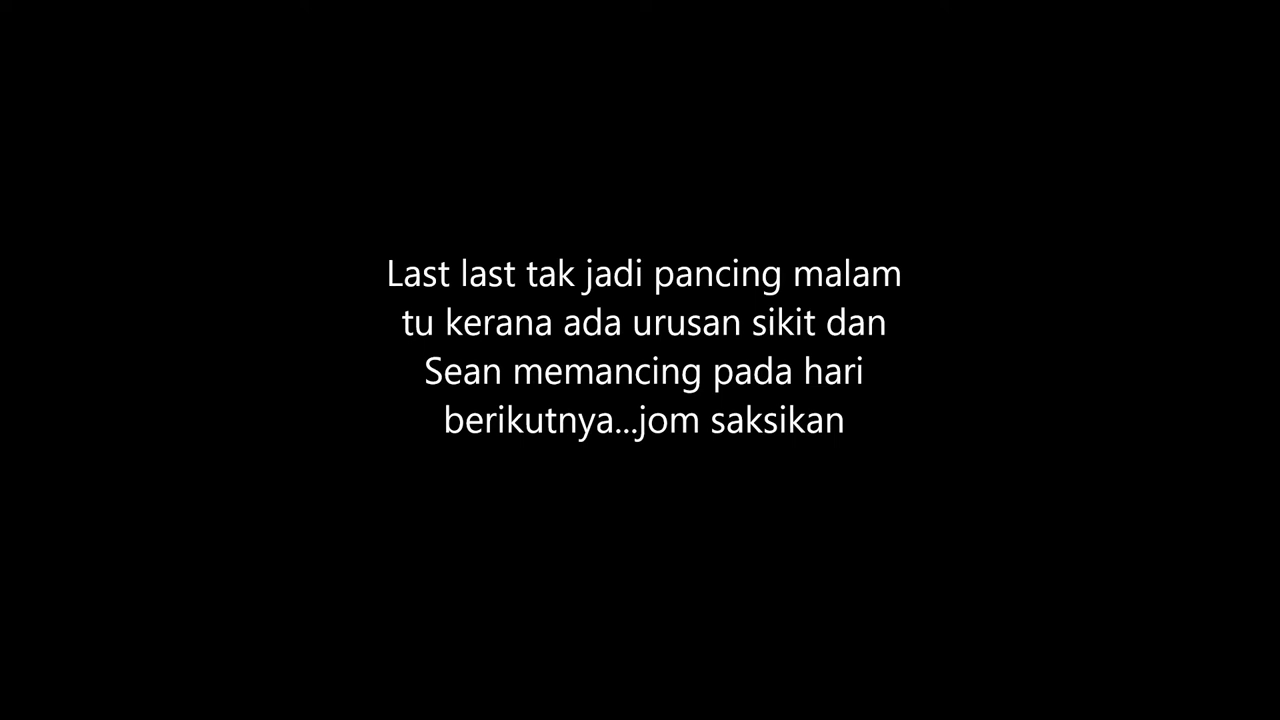 Last last tak jadi pancing malam
tu kerana ada urusan sikit dan
Sean memancing pada hari
berikutnya...jom saksikan